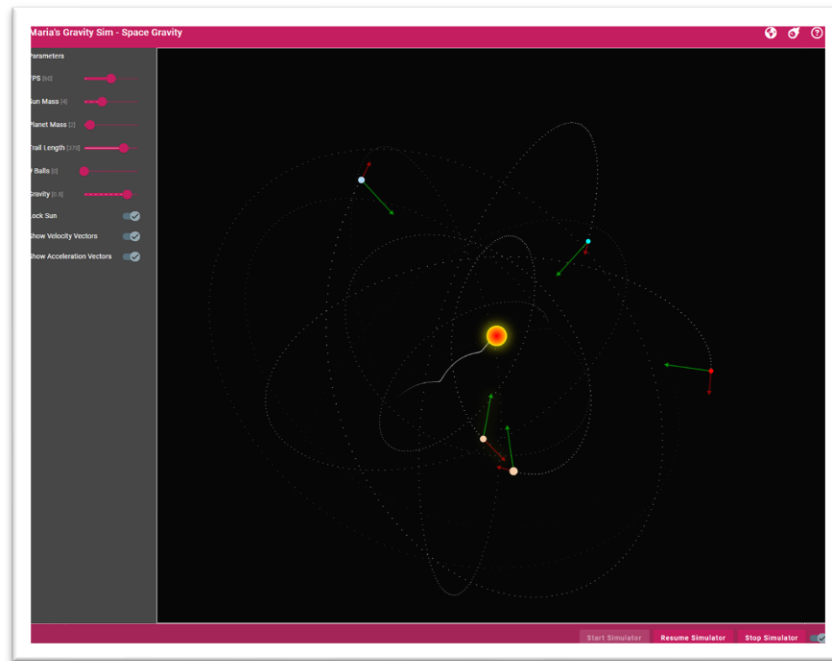 Maria's Gravity Sim - Space Gravity
Parameters
FPS [60]
Sun Mass [4]
Planet Mass [2]
Trail Length [370]
# Balls [0]
Gravity [0.8]
Lock Sun
Show Velocity Vectors
Show Acceleration Vectors
Start Simulator
Resume Simulator
Stop Simulator